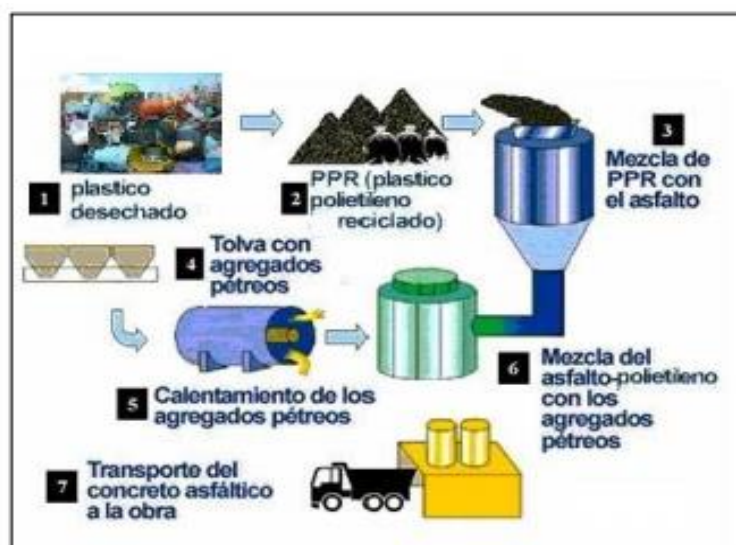 1 plastico
desechado
2 PPR (plastico
polietileno
reciclado)
3
Mezcla de
PPR con
el asfalto
4 Tolva con
agregados
pétreos
5 Calentamiento de los
agregados pétreos
6 Mezcla del
asfalto-polietileno
con los
agregados
pétreos
7 Transporte del
concreto asfáltico
a la obra